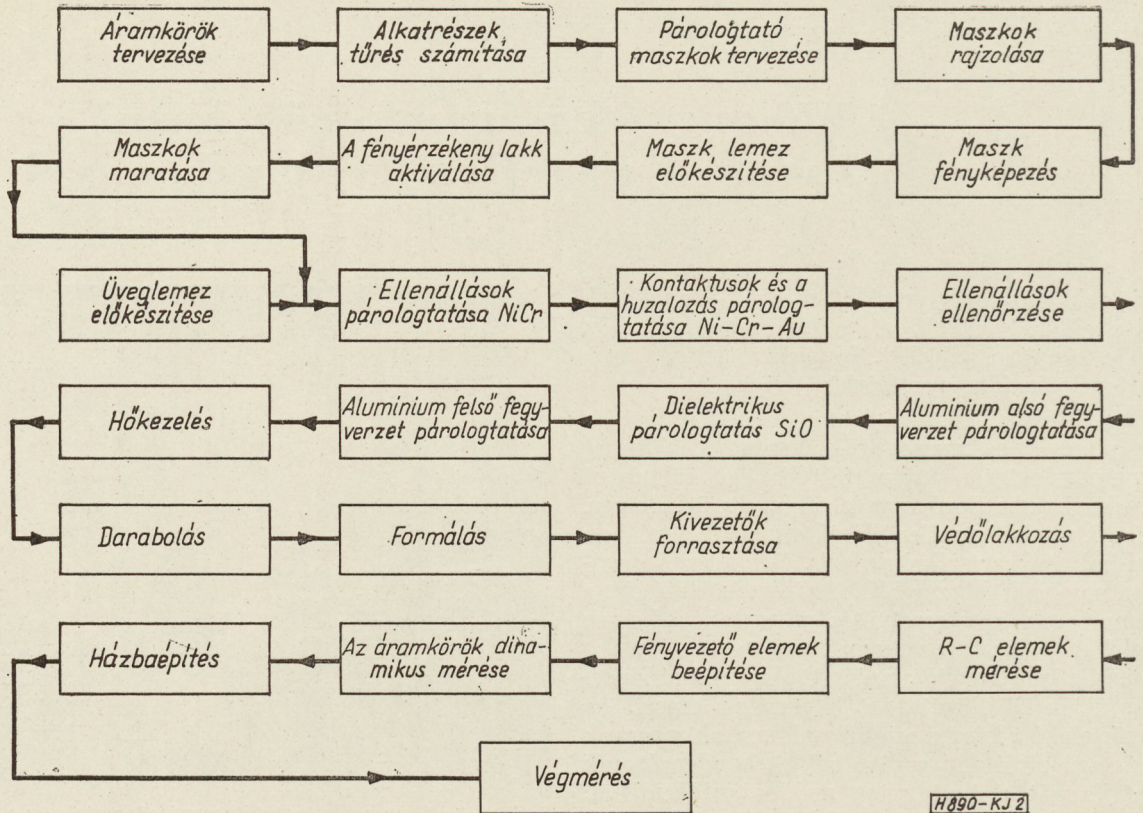 Áramkörök
tervezése
Alkatrészek,
tűrés számítása
Párologtató
maszkok tervezése
Maszkok
rajzolása
Maszk
fényképezés
Maszk lemez
előkészítése
A fényérzékeny lakk
aktiválása
Maszkok
maratása
Üveglemez
előkészítése
Ellenállások
párologtatása NiCr
Kontaktusok és a
huzalozás párolog-
tatása Ni-Cr-Au
Ellenállások
ellenőrzése
Aluminium alsó fegy-
verzet párologtatása
Dielektrikus
párologtatás SiO
Aluminium felső fegy-
verzet párologtatása
Hőkezelés
Darabolás
Formálás
Kivezetők
forrasztása
Védőlakkozás
R-C elemek
mérése
Fényvezető elemek
beépítése
Az áramkörök dina-
mikus mérése
Házbaépítés
Végmérés
H890-KJ2